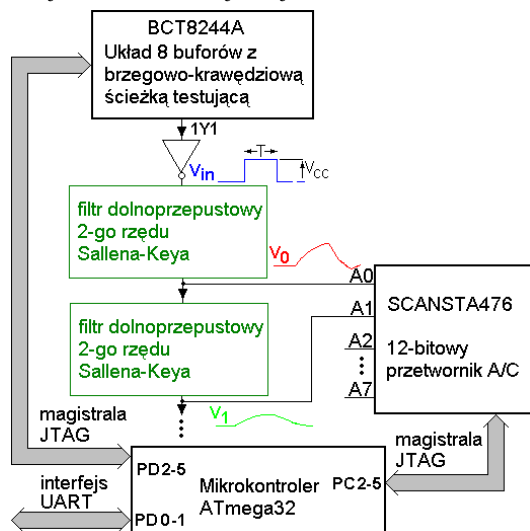 BCT8244A
Układ 8 buforów z
brzegowo-krawędziową
ścieżką testującą
1Y1
Vin
T
Vcc
filtr dolnoprzepustowy
2-go rzędu
Sallena-Keya
V0
A0
A1
A2
A7
SCANSTA476
12-bitowy
przetwornik A/C
filtr dolnoprzepustowy
2-go rzędu
Sallena-Keya
V1
magistrala
JTAG
magistrala
JTAG
interfejs
UART
PD2-5
PD0-1
Mikrokontroler
ATmega32
PC2-5